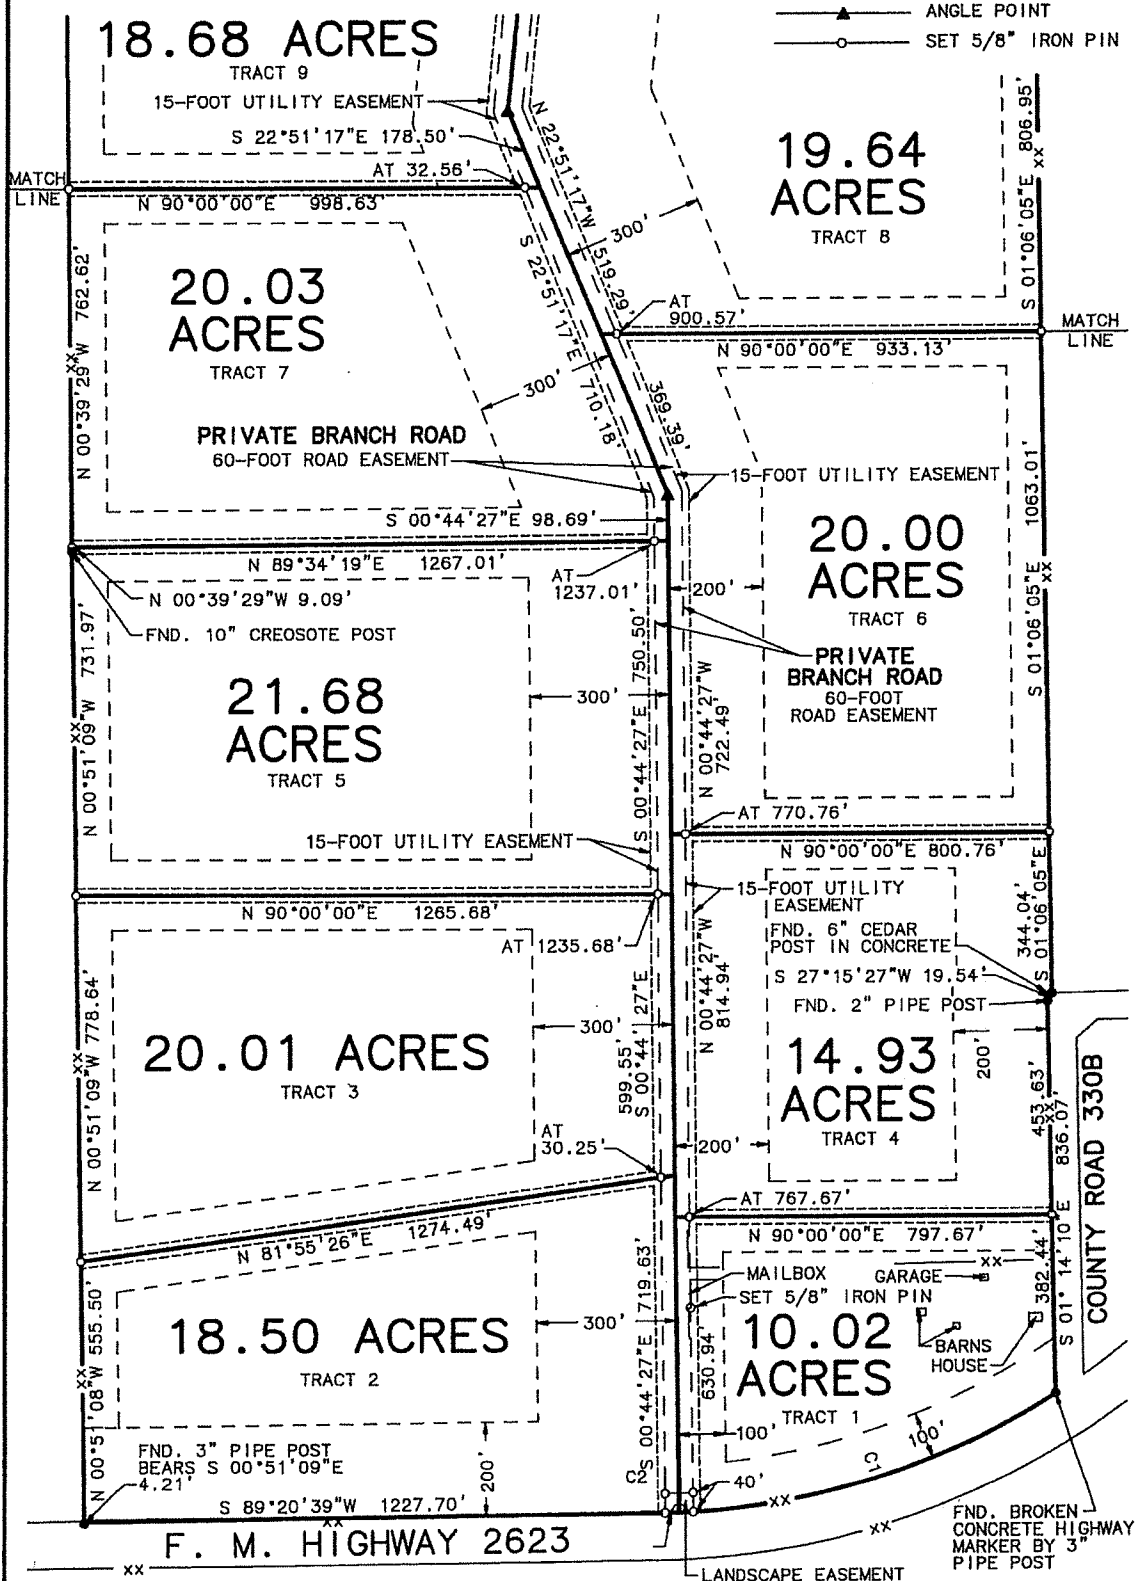 ANGLE POINT
SET 5/8" IRON PIN
18.68 ACRES
TRACT 9
15-FOOT UTILITY EASEMENT
S 22°51'17"E 178.50'
AT 32.56'
MATCH
LINE
N 90°00'00"E 998.63'
N 22°51'17"W 519.29'
300'
19.64
ACRES
TRACT 8
S 01°06'05"E 806.95'
xx
20.03
ACRES
TRACT 7
N 00°39'29"W 762.62'
xx
S 22°51'17"E 710.18'
300'
AT
900.57'
N 90°00'00"E 933.13'
MATCH
LINE
PRIVATE BRANCH ROAD
60-FOOT ROAD EASEMENT
369.39'
15-FOOT UTILITY EASEMENT
S 00°44'27"E 98.69'
N 89°34'19"E 1267.01'
AT
1237.01'
N 00°39'29"W 9.09'
FND. 10" CREOSOTE POST
20.00
ACRES
TRACT 6
S 01°06'05"E 1063.01'
xx
200'
PRIVATE
BRANCH ROAD
60-FOOT
ROAD EASEMENT
21.68
ACRES
TRACT 5
N 00°51'09"W 731.97'
xx
300'
S 00°44'27"E 750.50'
N 00°44'27"W
722.49'
AT 770.76'
15-FOOT UTILITY EASEMENT
N 90°00'00"E 800.76'
N 90°00'00"E 1265.68'
AT 1235.68'
15-FOOT UTILITY
EASEMENT
FND. 6" CEDAR
POST IN CONCRETE
S 27°15'27"W 19.54'
FND. 2" PIPE POST
344.04'
S 01°06'05"E
20.01 ACRES
TRACT 3
N 00°51'09"W 778.64'
xx
300'
599.55'
S 00°44'27"E
N 00°44'27"W
814.94'
14.93
ACRES
TRACT 4
200'
200'
453.63'
xx
836.07'
S 01°14'10"E
COUNTY ROAD 330B
AT
30.25'
N 81°55'26"E 1274.49'
AT 767.67'
N 90°00'00"E 797.67'
18.50 ACRES
TRACT 2
N 00°51'08"W 555.50'
xx
300'
S 00°44'27"E 719.63'
MAILBOX
SET 5/8" IRON PIN
GARAGE
xx
382.44'
BARNS
HOUSE
10.02
ACRES
TRACT 1
630.94'
100'
100'
C1
FND. 3" PIPE POST
BEARS S 00°51'09"E
4.21'
200'
C2
40'
S 89°20'39"W 1227.70'
xx
xx
F. M. HIGHWAY 2623
xx
xx
LANDSCAPE EASEMENT
FND. BROKEN
CONCRETE HIGHWAY
MARKER BY 3"
PIPE POST